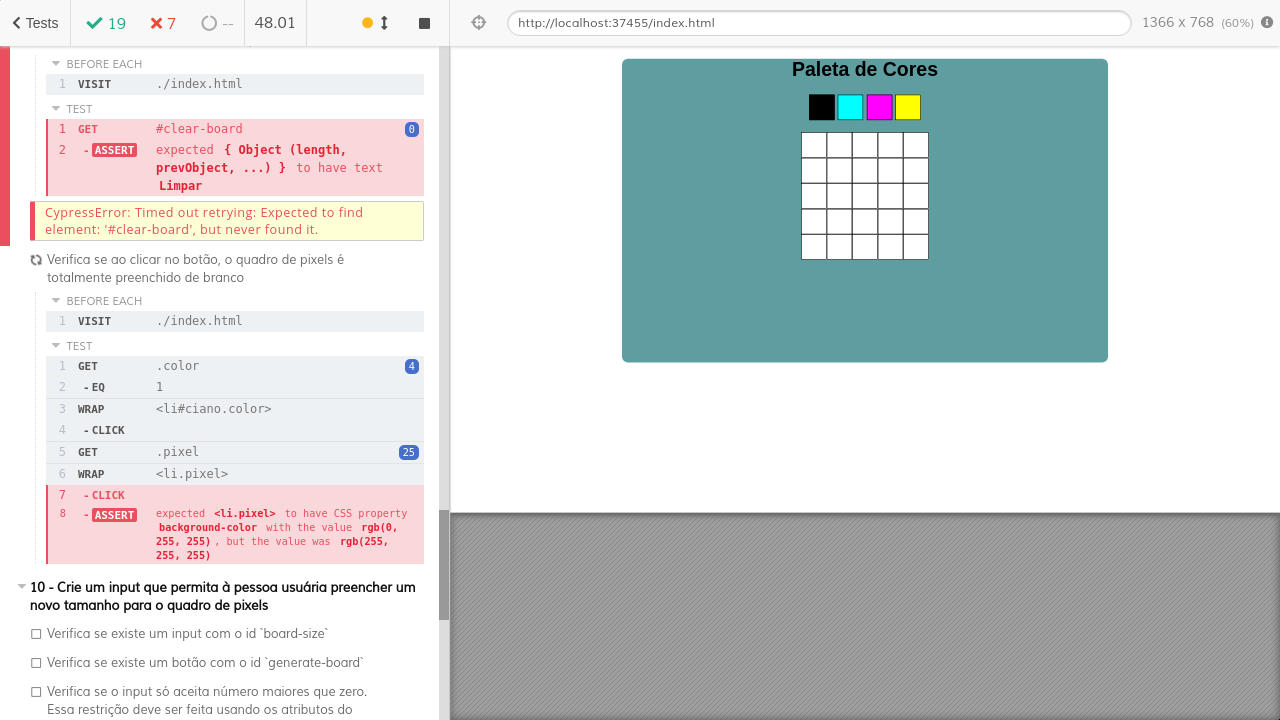 Tests 19 7 -- 48.01 http://localhost:37455/index.html 1366 x 768 (60%)
BEFORE EACH
1 VISIT ./index.html
TEST
1 GET #clear-board 0
2 - ASSERT expected { Object (length,
prevObject, ...) } to have text
Limpar
CypressError: Timed out retrying: Expected to find
element: '#clear-board', but never found it.
Verifica se ao clicar no botão, o quadro de pixels é
totalmente preenchido de branco
BEFORE EACH
1 VISIT ./index.html
TEST
1 GET .color 4
2 - EQ 1
3 WRAP <li#ciano.color>
4 - CLICK
5 GET .pixel 25
6 WRAP <li.pixel>
7 - CLICK
8 - ASSERT expected <li.pixel> to have CSS property
background-color with the value rgb(0,
255, 255) , but the value was rgb(255,
255, 255)
10 - Crie um input que permita à pessoa usuária preencher um
novo tamanho para o quadro de pixels
Verifica se existe um input com o id `board-size`
Verifica se existe um botão com o id `generate-board`
Verifica se o input só aceita número maiores que zero.
Essa restrição deve ser feita usando os atributos do
Paleta de Cores